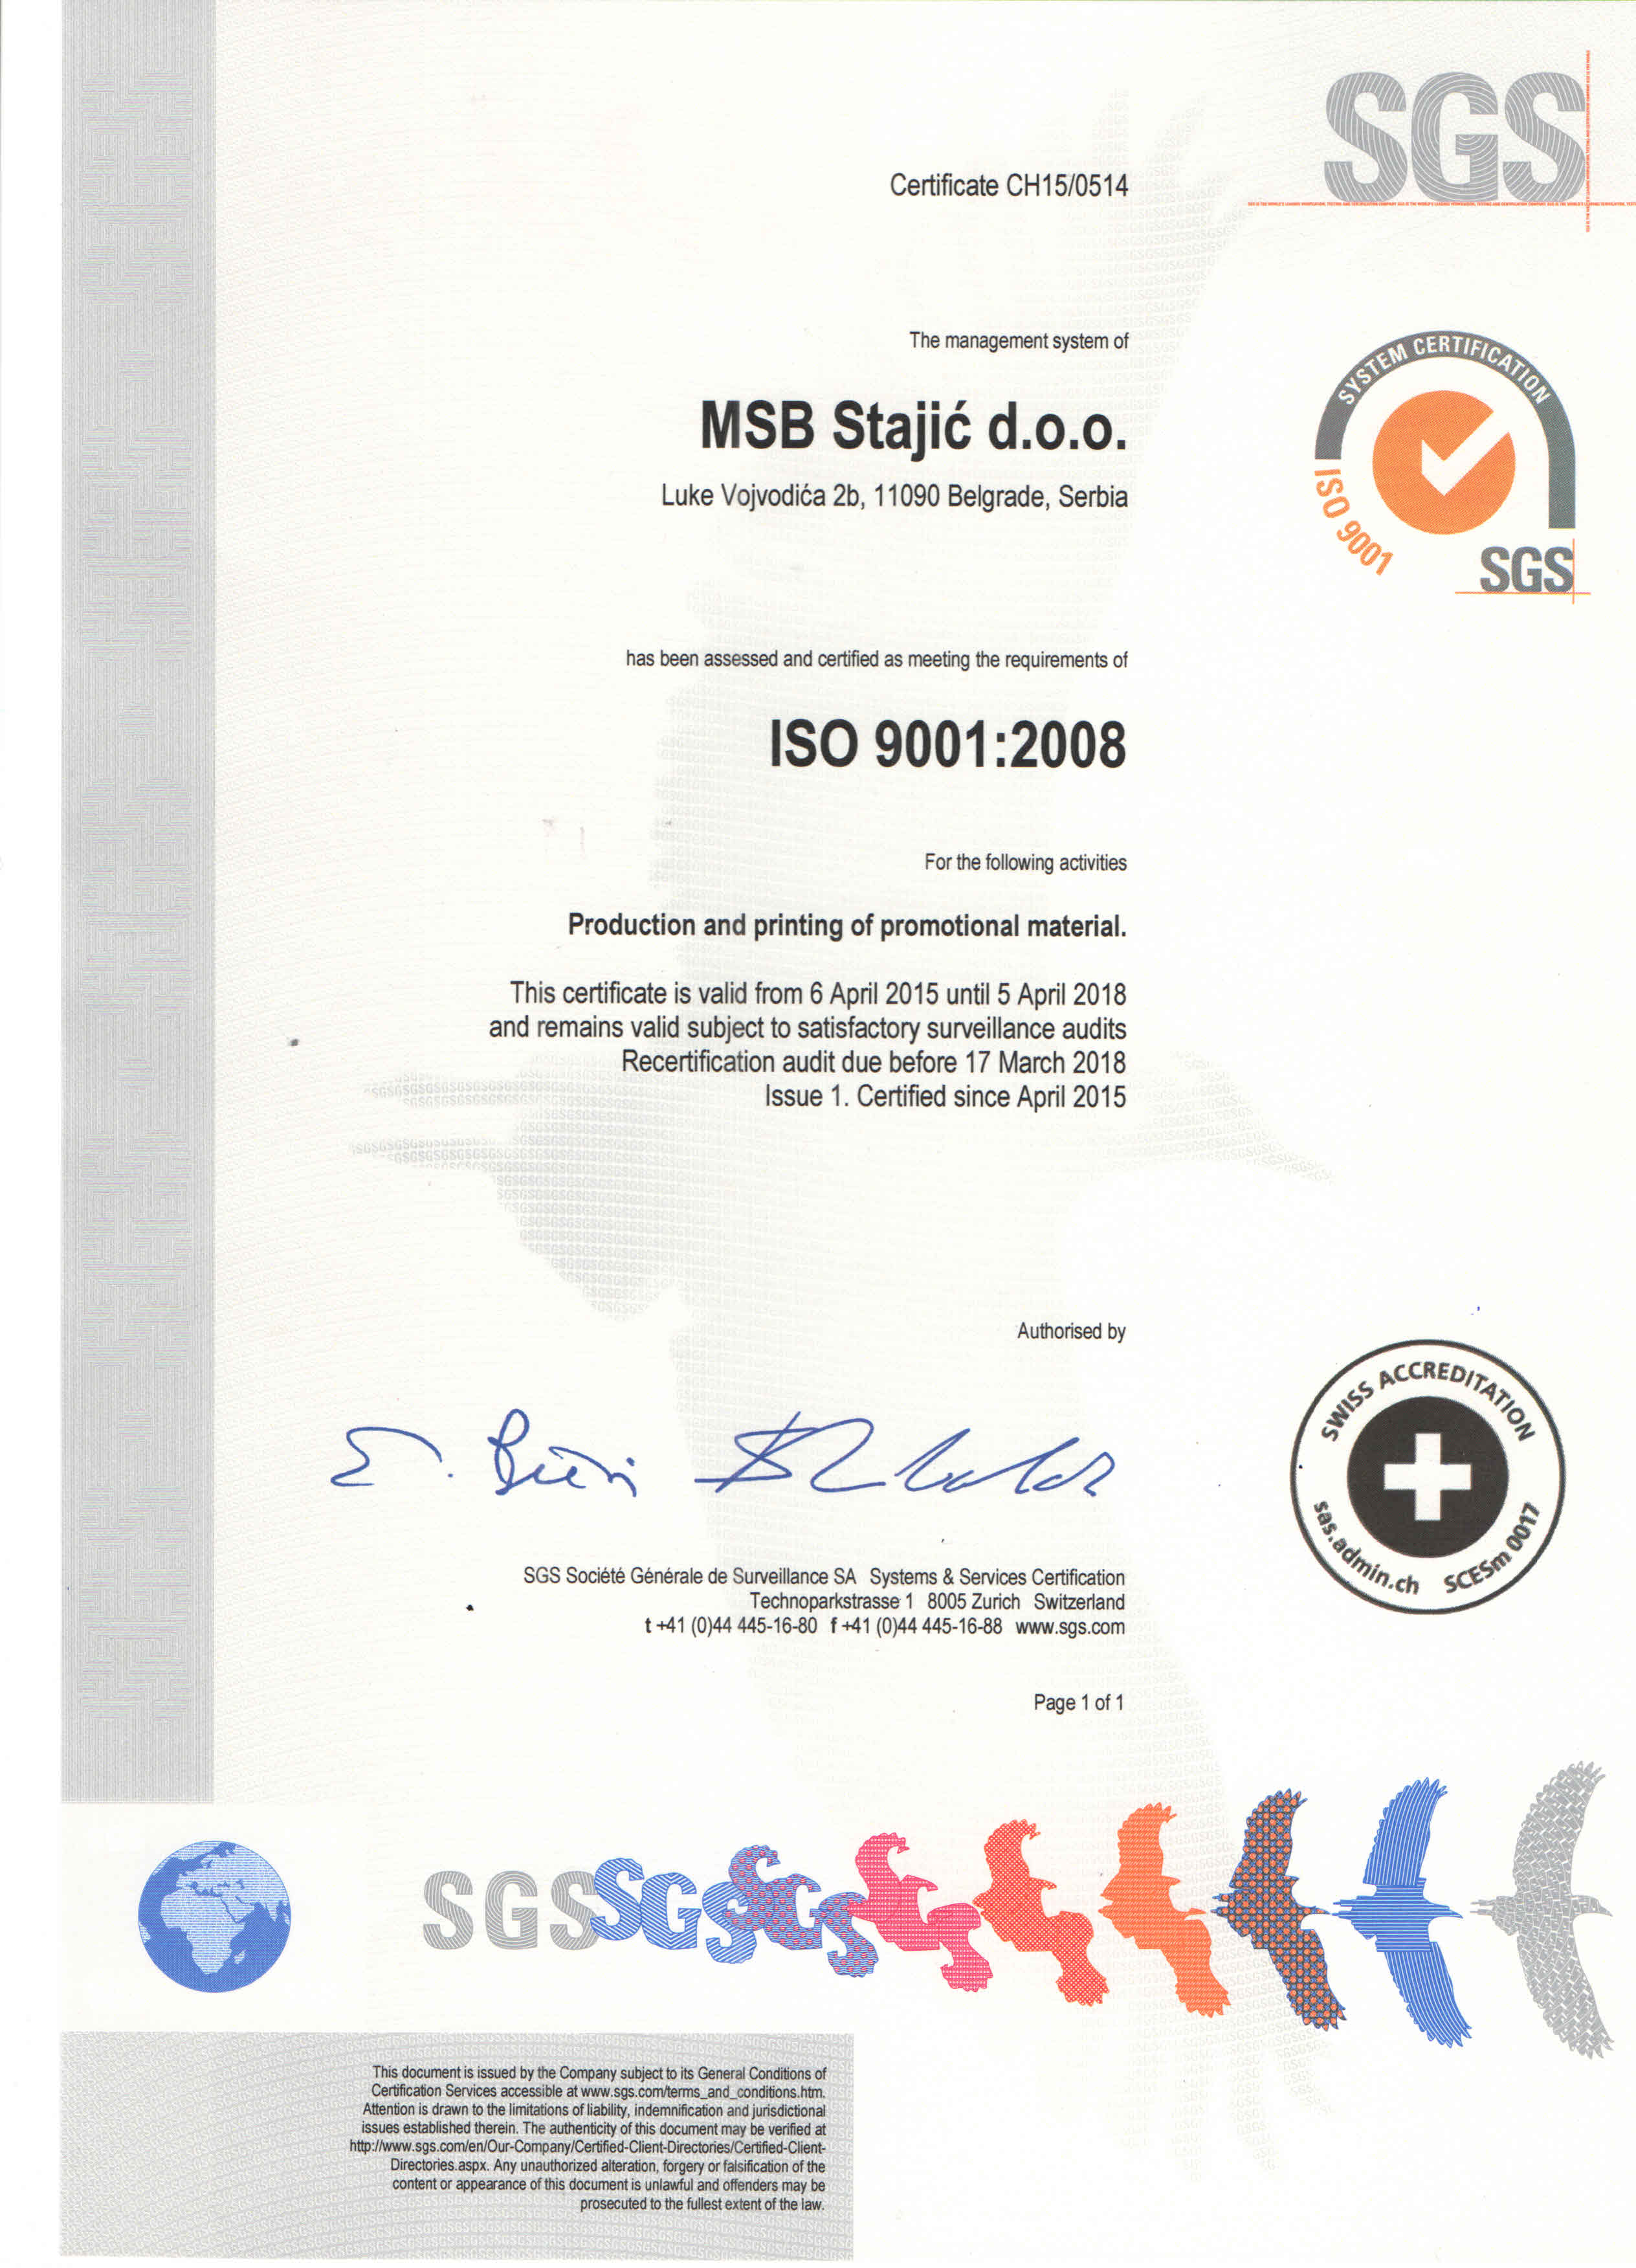 SGS
Certificate CH15/0514
The management system of
MSB Stajić d.o.o.
Luke Vojvodića 2b, 11090 Belgrade, Serbia
SYSTEM CERTIFICATION
ISO 9001
SGS
has been assessed and certified as meeting the requirements of
ISO 9001:2008
For the following activities
Production and printing of promotional material.
This certificate is valid from 6 April 2015 until 5 April 2018
and remains valid subject to satisfactory surveillance audits
Recertification audit due before 17 March 2018
Issue 1. Certified since April 2015
Authorised by
SWISS ACCREDITATION
sas.admin.ch SCESm 0017
SGS Société Générale de Surveillance SA Systems & Services Certification
Technoparkstrasse 1 8005 Zurich Switzerland
t +41 (0)44 445-16-80 f +41 (0)44 445-16-88 www.sgs.com
Page 1 of 1
SGSSGSSGS
This document is issued by the Company subject to its General Conditions of
Certification Services accessible at www.sgs.com/terms_and_conditions.htm.
Attention is drawn to the limitations of liability, indemnification and jurisdictional
issues established therein. The authenticity of this document may be verified at
http://www.sgs.com/en/Our-Company/Certified-Client-Directories/Certified-Client-
Directories.aspx. Any unauthorized alteration, forgery or falsification of the
content or appearance of this document is unlawful and offenders may be
prosecuted to the fullest extent of the law.